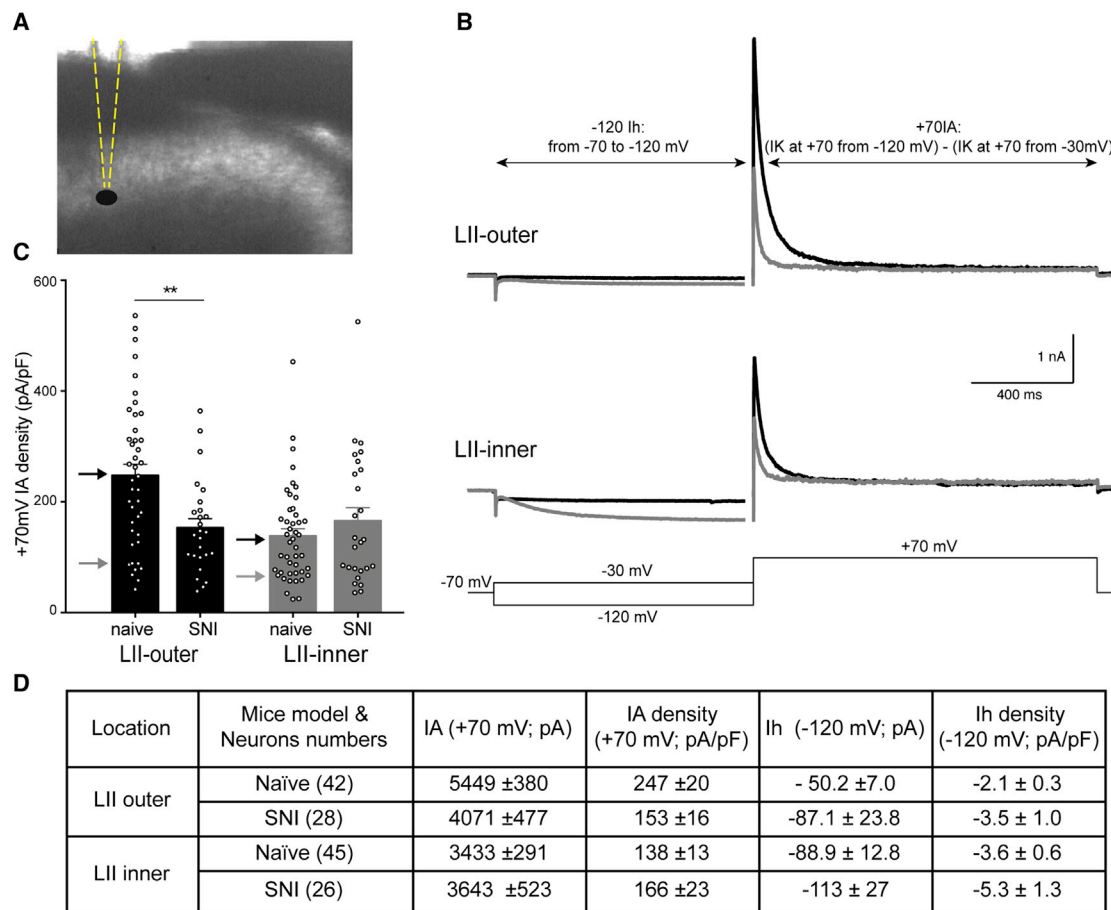 A
B
-120 Ih:
from -70 to -120 mV
+70IA:
(IK at +70 from -120 mV) - (IK at +70 from -30mV)
LII-outer
1 nA
400 ms
LII-inner
+70 mV
-70 mV
-30 mV
-120 mV
C
600
**
400
200
0
+70mV IA density (pA/pF)
naive SNI naive SNI
LII-outer LII-inner
D
Location Mice model & Neurons numbers IA (+70 mV; pA) IA density (+70 mV; pA/pF) Ih (-120 mV; pA) Ih density (-120 mV; pA/pF)
LII outer Naïve (42) 5449 ±380 247 ±20 - 50.2 ±7.0 -2.1 ± 0.3
SNI (28) 4071 ±477 153 ±16 -87.1 ± 23.8 -3.5 ± 1.0
LII inner Naïve (45) 3433 ±291 138 ±13 -88.9 ± 12.8 -3.6 ± 0.6
SNI (26) 3643 ±523 166 ±23 -113 ± 27 -5.3 ± 1.3